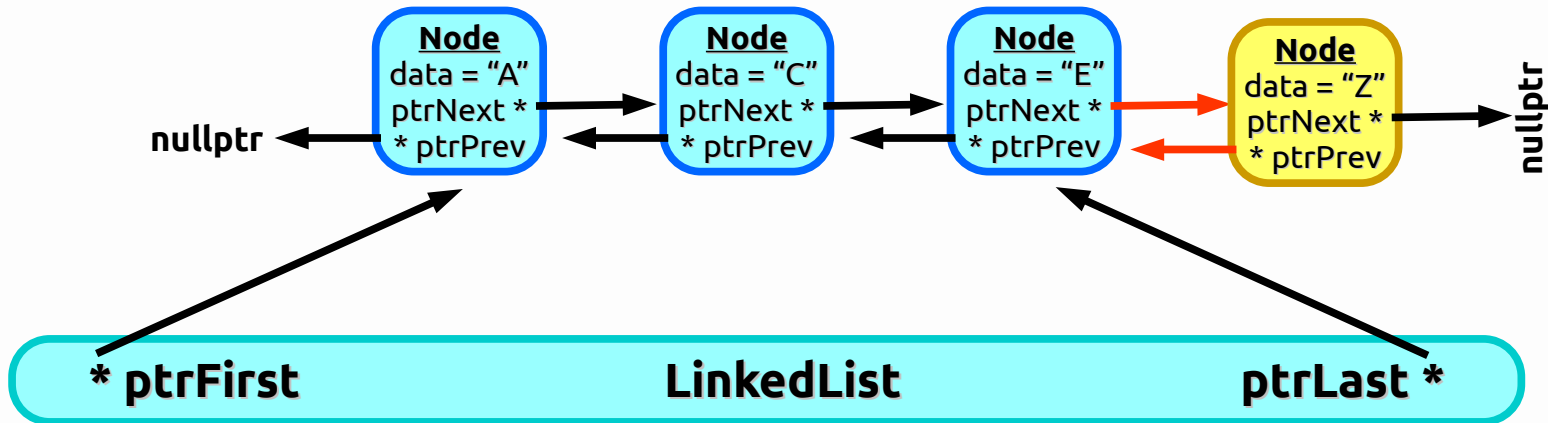 Node
data = “A”
ptrNext *
* ptrPrev
Node
data = “C”
ptrNext *
* ptrPrev
Node
data = “E”
ptrNext *
* ptrPrev
Node
data = “Z”
ptrNext *
* ptrPrev
nullptr
nullptr
* ptrFirst
LinkedList
ptrLast *